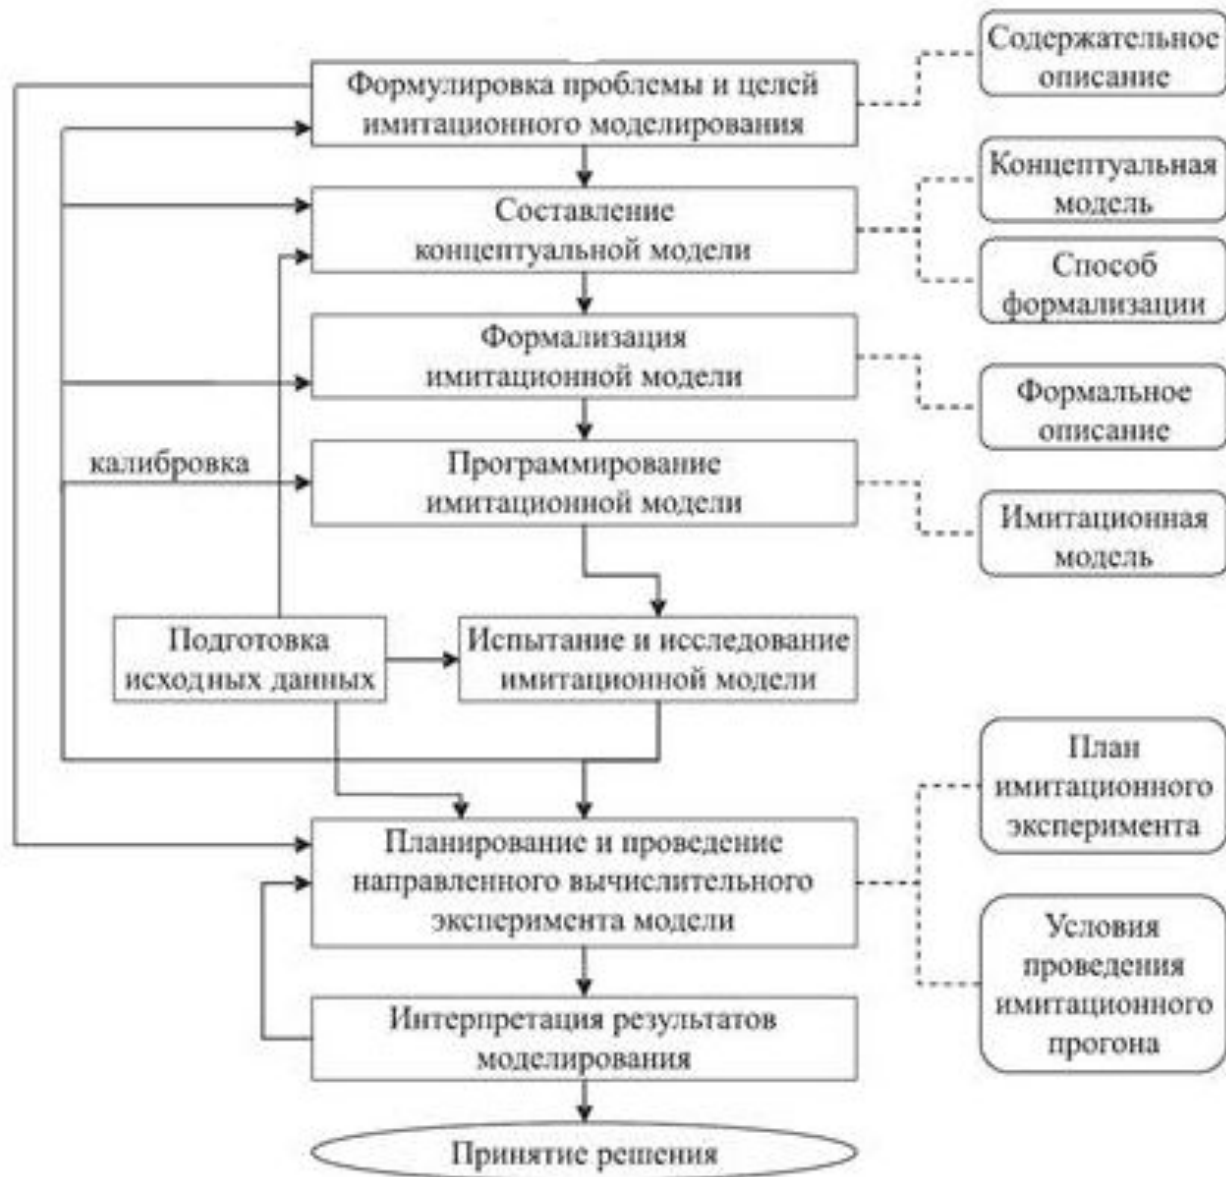 Формулировка проблемы и целей
имитационного моделирования
Содержательное
описание
Составление
концептуальной модели
Концептуальная
модель
Способ
формализации
Формализация
имитационной модели
Формальное
описание
калибровка
Программирование
имитационной модели
Имитационная
модель
Подготовка
исходных данных
Испытание и исследование
имитационной модели
План
имитационного
эксперимента
Планирование и проведение
направленного вычислительного
эксперимента модели
Условия
проведения
имитационного
прогона
Интерпретация результатов
моделирования
Принятие решения